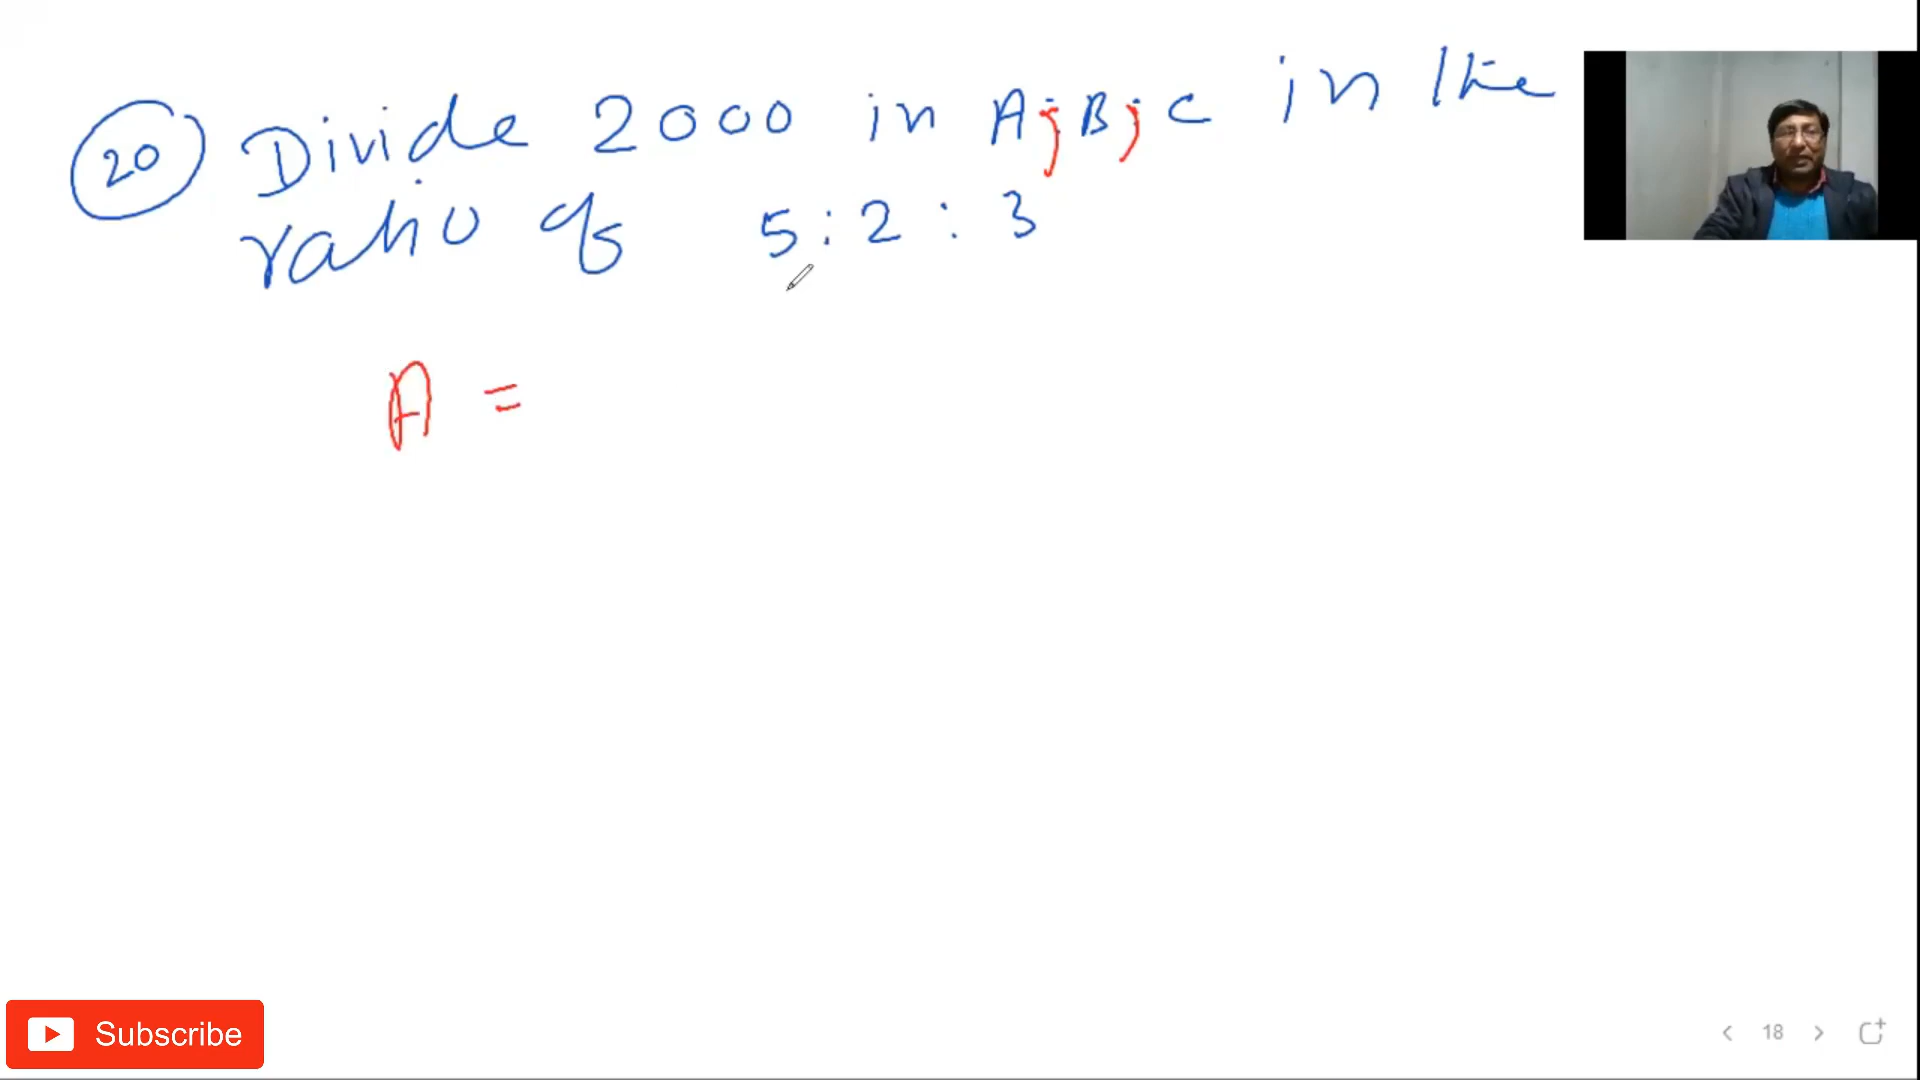 20 Divide 2000 in A; B; C in the
ratio of 5 : 2 : 3
A =
Subscribe
< 18 >